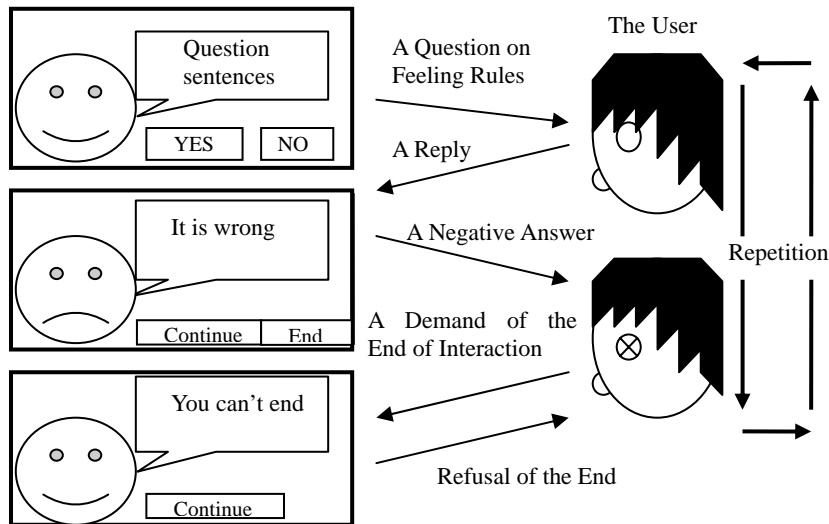 The User
Question
sentences
YES
NO
A Question on
Feeling Rules
A Reply
It is wrong
Continue
End
A Negative Answer
Repetition
A Demand of the
End of Interaction
You can't end
Continue
Refusal of the End